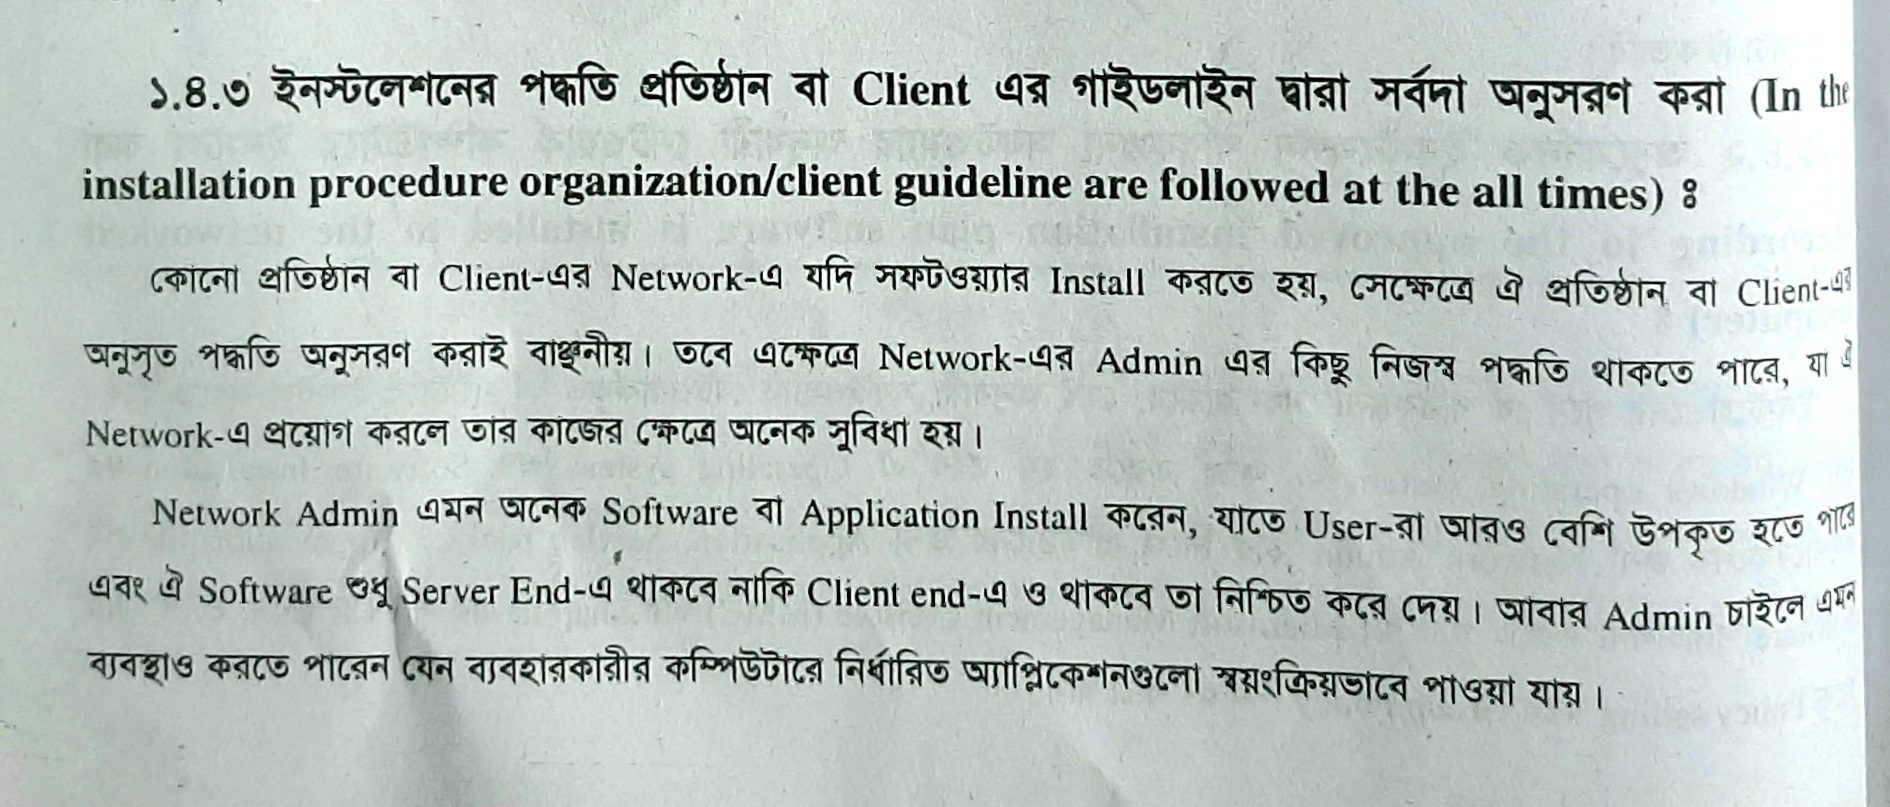 ১.৪.৩ ইনস্টলেশনের পদ্ধতি প্রতিষ্ঠান বা Client এর গাইডলাইন দ্বারা সর্বদা অনুসরণ করা (In the
installation procedure organization/client guideline are followed at the all times) ঃ
কোনো প্রতিষ্ঠান বা Client-এর Network-এ যদি সফটওয়্যার Install করতে হয়, সেক্ষেত্রে ঐ প্রতিষ্ঠান বা Client-এর
অনুসৃত পদ্ধতি অনুসরণ করাই বাঞ্ছনীয়। তবে এক্ষেত্রে Network-এর Admin এর কিছু নিজস্ব পদ্ধতি থাকতে পারে, যা ঐ
Network-এ প্রয়োগ করলে তার কাজের ক্ষেত্রে অনেক সুবিধা হয়।
Network Admin এমন অনেক Software বা Application Install করেন, যাতে User-রা আরও বেশি উপকৃত হতে পারে
এবং ঐ Software শুধু Server End-এ থাকবে নাকি Client end-এ ও থাকবে তা নিশ্চিত করে দেয়। আবার Admin চাইলে এমন
ব্যবস্থাও করতে পারেন যেন ব্যবহারকারীর কম্পিউটারে নির্ধারিত অ্যাপ্লিকেশনগুলো স্বয়ংক্রিয়ভাবে পাওয়া যায়।